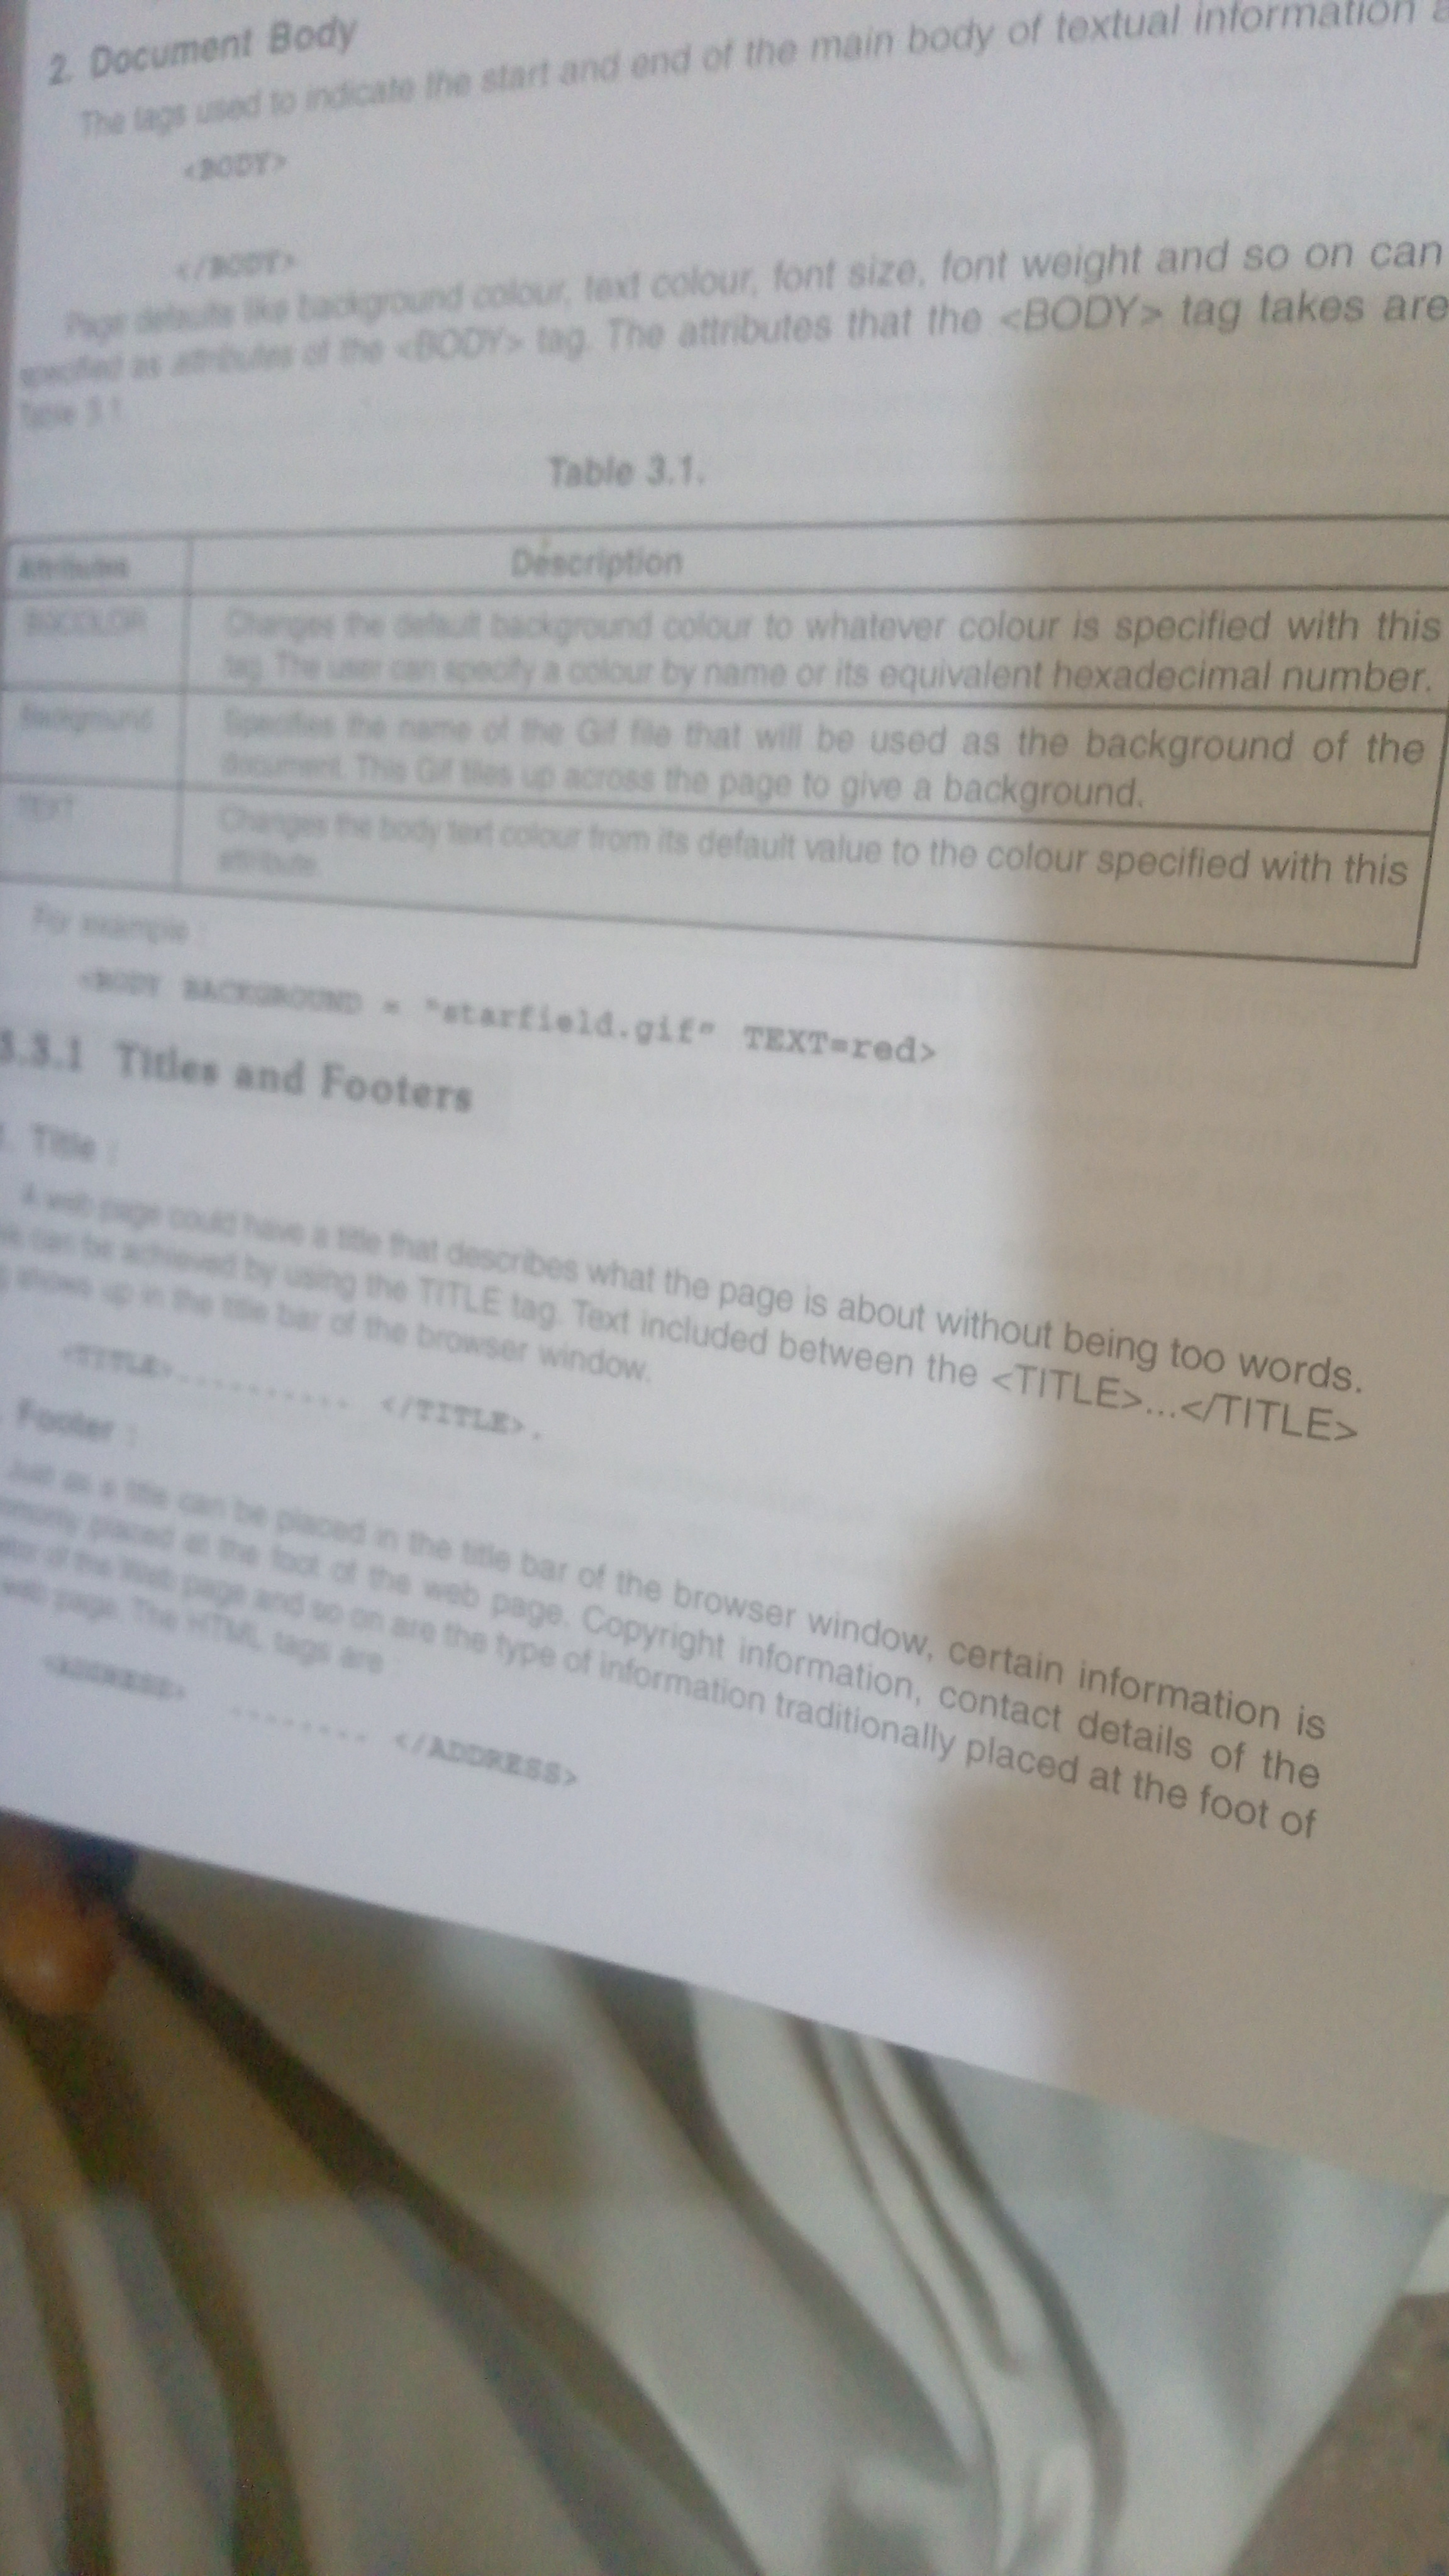 2. Document Body
The tags used to indicate the start and end of the main body of textual information
<BODY>
</BODY>
Page defaults like background colour, text colour, font size, font weight and so on can
specified as attributes of the <BODY> tag. The attributes that the <BODY> tag takes are
Table 3.1.
Table 3.1.
Attributes Description
BGCOLOR Changes the default background colour to whatever colour is specified with this
tag. The user can specify a colour by name or its equivalent hexadecimal number.
Background Specifies the name of the Gif file that will be used as the background of the
document. This Gif tiles up across the page to give a background.
TEXT Changes the body text colour from its default value to the colour specified with this
attribute.
For example :
<BODY BACKGROUND = "starfield.gif" TEXT=red>
3.3.1 Titles and Footers
Title :
A web page could have a title that describes what the page is about without being too words.
can be achieved by using the TITLE tag. Text included between the <TITLE>...</TITLE>
shows up in the title bar of the browser window.
<TITLE>.......... </TITLE>.
Footer :
Just as a title can be placed in the title bar of the browser window, certain information is
placed at the foot of the web page. Copyright information, contact details of the
of the Web page and so on are the type of information traditionally placed at the foot of
web page. The HTML tags are
<ADDRESS> ........ </ADDRESS>